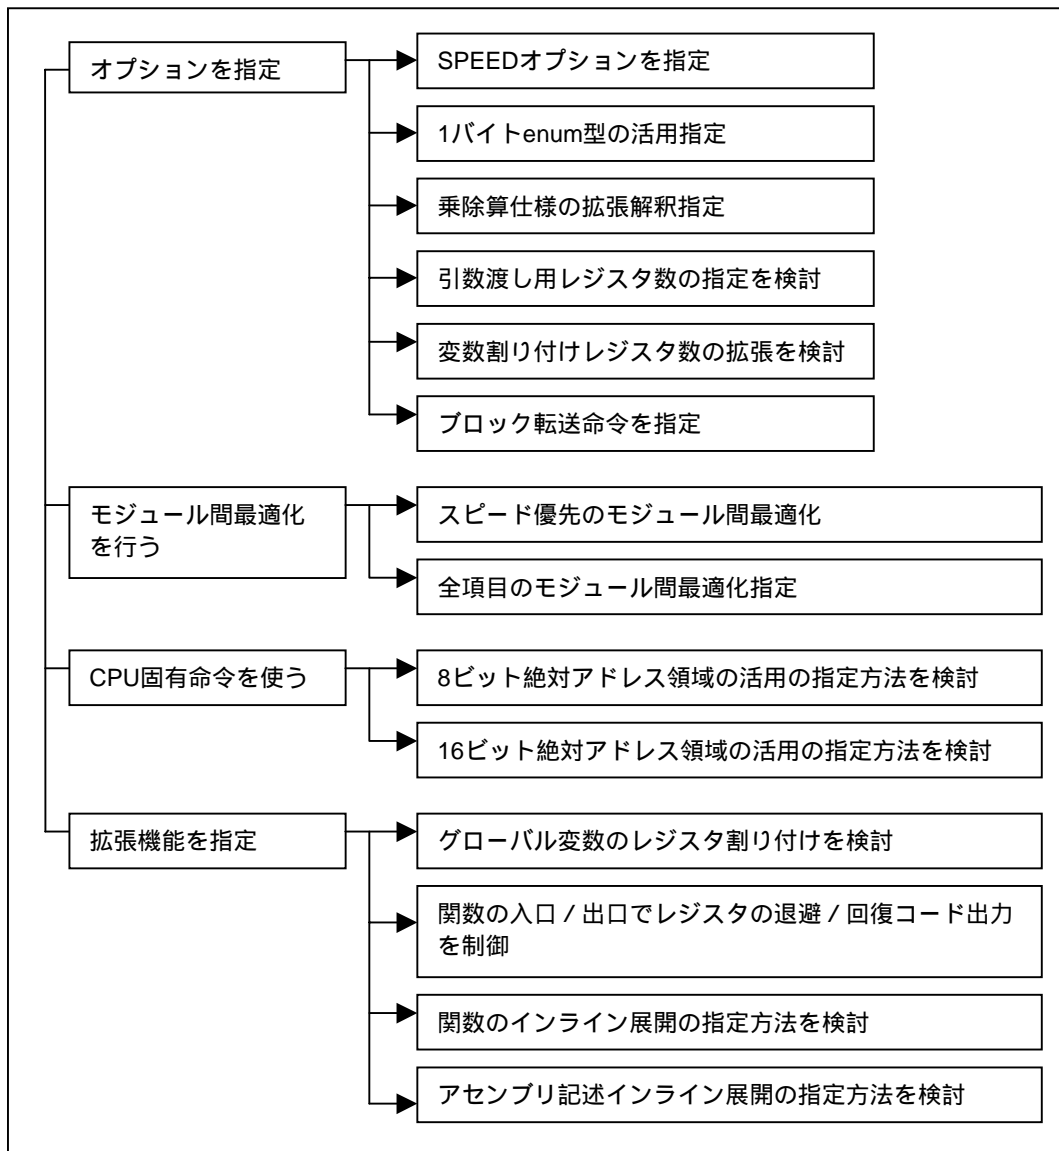 オプションを指定
SPEEDオプションを指定
1バイトenum型の活用指定
乗除算仕様の拡張解釈指定
引数渡し用レジスタ数の指定を検討
変数割り付けレジスタ数の拡張を検討
ブロック転送命令を指定
モジュール間最適化
を行う
スピード優先のモジュール間最適化
全項目のモジュール間最適化指定
CPU固有命令を使う
8ビット絶対アドレス領域の活用の指定方法を検討
16ビット絶対アドレス領域の活用の指定方法を検討
拡張機能を指定
グローバル変数のレジスタ割り付けを検討
関数の入口／出口でレジスタの退避／回復コード出力
を制御
関数のインライン展開の指定方法を検討
アセンブリ記述インライン展開の指定方法を検討